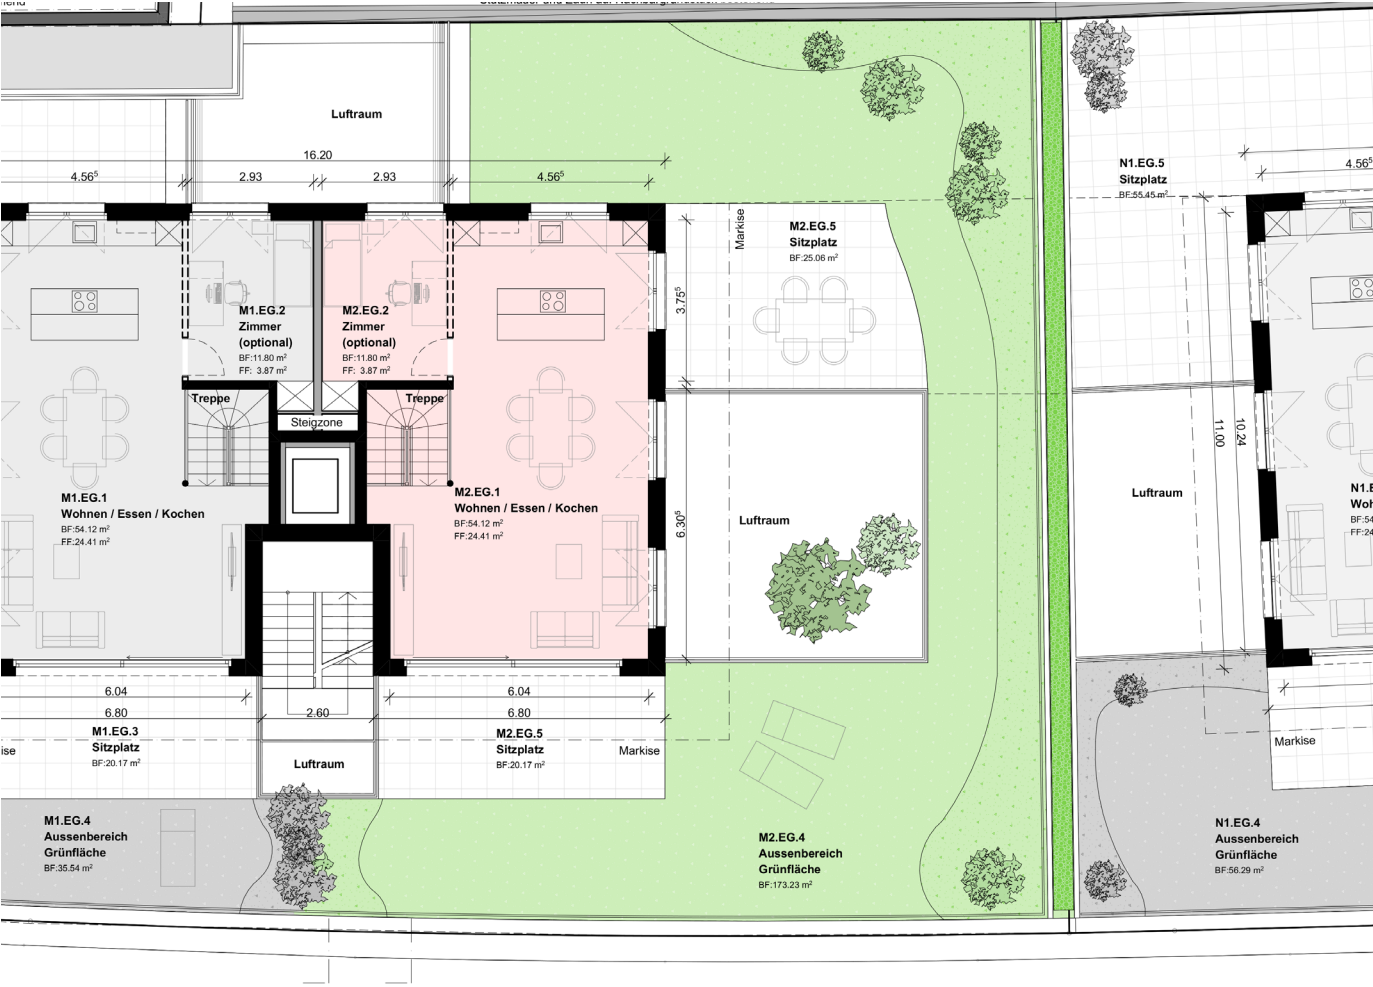 Luftraum
16.20
4.56⁵
2.93
2.93
4.56⁵
N1.EG.5
Sitzplatz
BF:55.45 m²
4.56⁵
Markise
M2.EG.5
Sitzplatz
BF:25.06 m²
3.75⁵
M1.EG.2
Zimmer
(optional)
BF:11.80 m²
FF: 3.87 m²
M2.EG.2
Zimmer
(optional)
BF:11.80 m²
FF: 3.87 m²
Treppe
Treppe
Steigzone
11.00
10.24
M1.EG.1
Wohnen / Essen / Kochen
BF:54.12 m²
FF:24.41 m²
M2.EG.1
Wohnen / Essen / Kochen
BF:54.12 m²
FF:24.41 m²
6.30⁵
Luftraum
Luftraum
N1.E
Woh
BF:54
FF:24
6.04
6.04
6.80
2.60
6.80
M1.EG.3
Sitzplatz
BF:20.17 m²
M2.EG.5
Sitzplatz
BF:20.17 m²
ise
Markise
Markise
Luftraum
M1.EG.4
Aussenbereich
Grünfläche
BF:35.54 m²
M2.EG.4
Aussenbereich
Grünfläche
BF:173.23 m²
N1.EG.4
Aussenbereich
Grünfläche
BF:56.29 m²